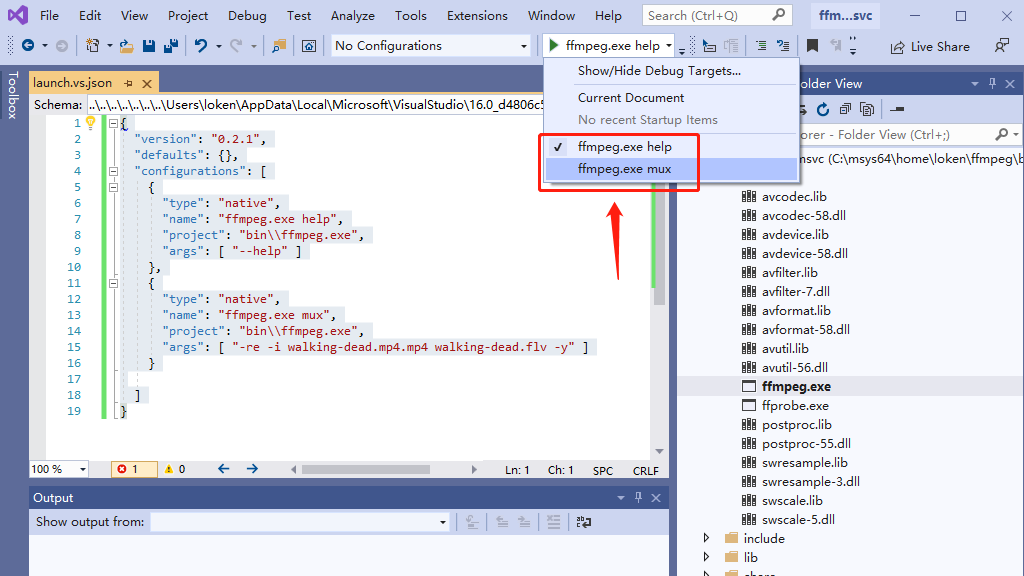 File Edit View Project Debug Test Analyze Tools Extensions Window Help Search (Ctrl+Q) ffm...svc
No Configurations ffmpeg.exe help Live Share
Toolbox
launch.vs.json
Schema: ..\..\..\..\..\..\..\Users\loken\AppData\Local\Microsoft\VisualStudio\16.0_d4806c5
Show/Hide Debug Targets...
Current Document
No recent Startup Items
ffmpeg.exe help
ffmpeg.exe mux
1 {
2 "version": "0.2.1",
3 "defaults": {},
4 "configurations": [
5 {
6 "type": "native",
7 "name": "ffmpeg.exe help",
8 "project": "bin\\ffmpeg.exe",
9 "args": [ "--help" ]
10 },
11 {
12 "type": "native",
13 "name": "ffmpeg.exe mux",
14 "project": "bin\\ffmpeg.exe",
15 "args": [ "-re -i walking-dead.mp4.mp4 walking-dead.flv -y" ]
16 }
17
18 ]
19 }
100 % 1 0 Ln: 1 Ch: 1 SPC CRLF
Output
Show output from:
older View
orer - Folder View (Ctrl+;)
msvc (C:\msys64\home\loken\ffmpeg\b
avcodec.lib
avcodec-58.dll
avdevice.lib
avdevice-58.dll
avfilter.lib
avfilter-7.dll
avformat.lib
avformat-58.dll
avutil.lib
avutil-56.dll
ffmpeg.exe
ffprobe.exe
postproc.lib
postproc-55.dll
swresample.lib
swresample-3.dll
swscale.lib
swscale-5.dll
include
lib